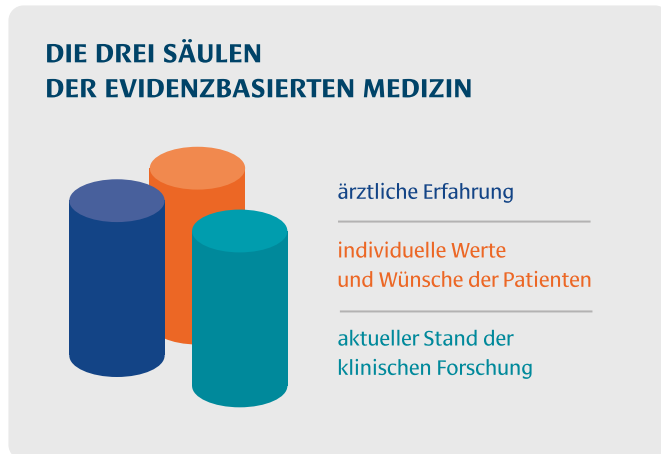 DIE DREI SÄULEN
DER EVIDENZBASIERTEN MEDIZIN
ärztliche Erfahrung
individuelle Werte
und Wünsche der Patienten
aktueller Stand der
klinischen Forschung